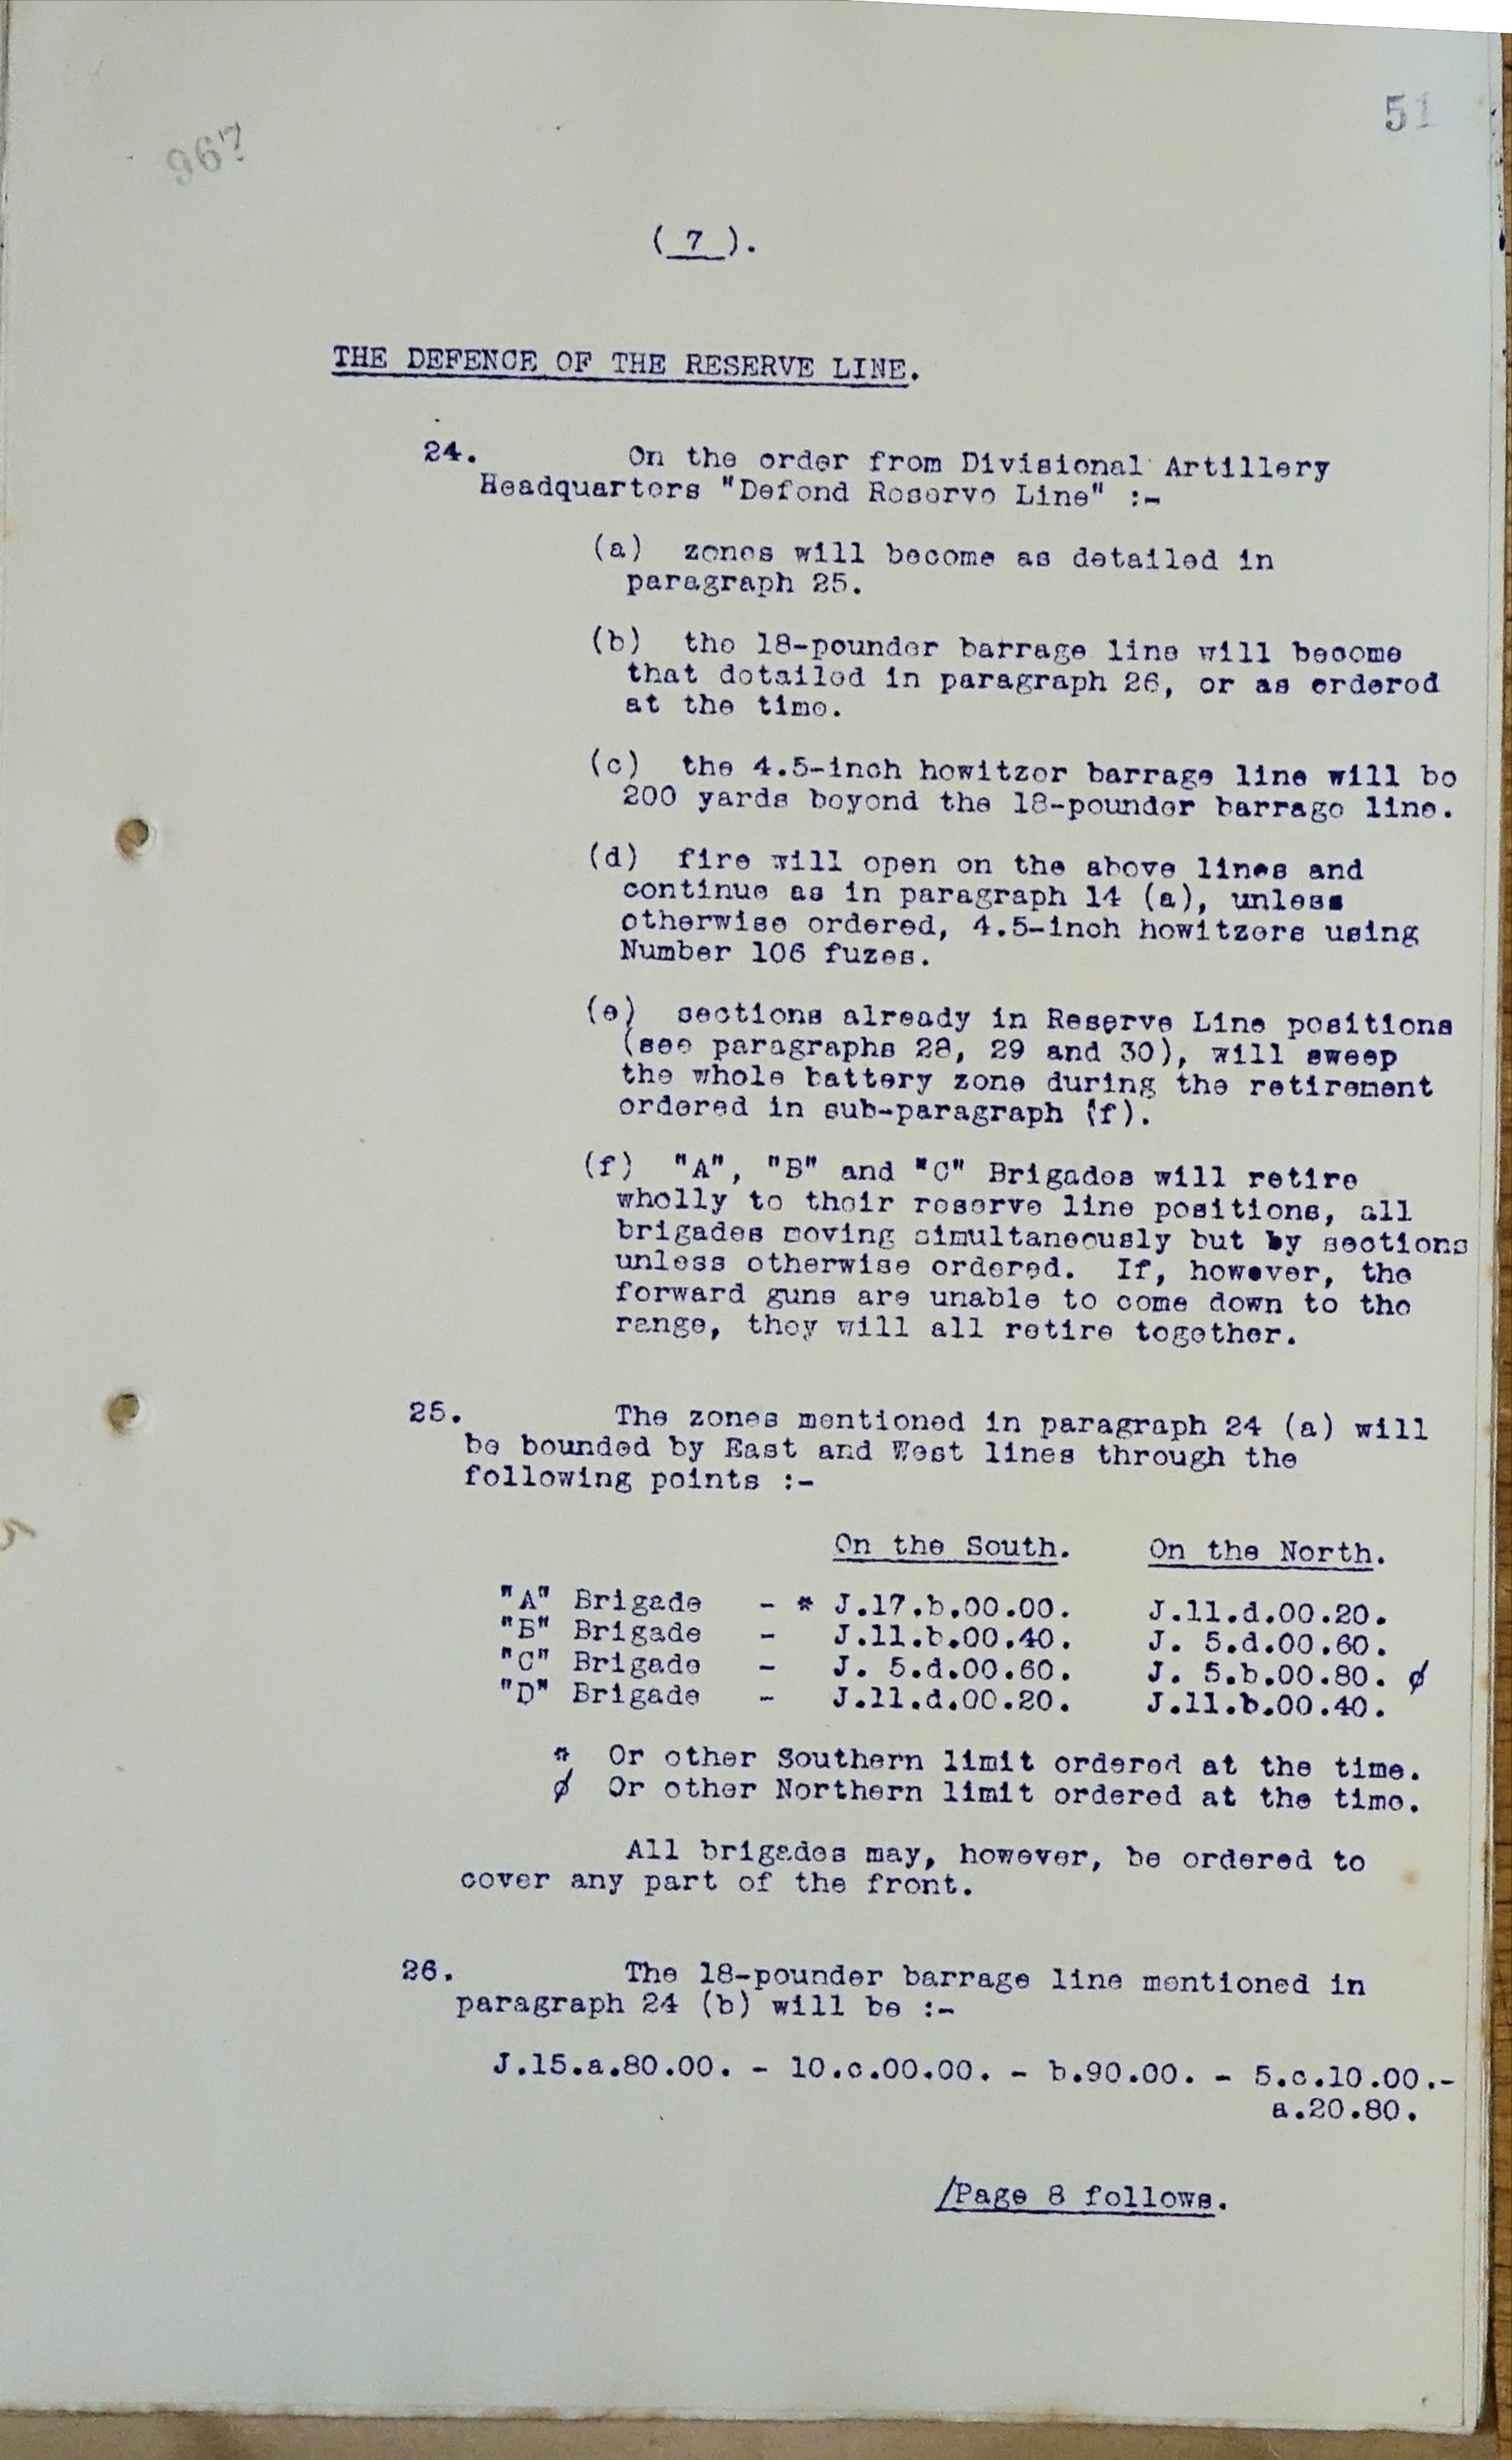 51
967
( 7 ).
THE DEFENCE OF THE RESERVE LINE.
24. On the order from Divisional Artillery
Headquarters "Defend Reserve Line" :-
(a) zones will become as detailed in
paragraph 25.
(b) the 18-pounder barrage line will become
that detailed in paragraph 26, or as ordered
at the time.
(c) the 4.5-inch howitzer barrage line will be
200 yards beyond the 18-pounder barrage line.
(d) fire will open on the above lines and
continue as in paragraph 14 (a), unless
otherwise ordered, 4.5-inch howitzers using
Number 106 fuzes.
(e) sections already in Reserve Line positions
(see paragraphs 28, 29 and 30), will sweep
the whole battery zone during the retirement
ordered in sub-paragraph (f).
(f) "A", "B" and "C" Brigades will retire
wholly to their reserve line positions, all
brigades moving simultaneously but by sections
unless otherwise ordered. If, however, the
forward guns are unable to come down to the
range, they will all retire together.
25. The zones mentioned in paragraph 24 (a) will
be bounded by East and West lines through the
following points :-
On the South. On the North.
"A" Brigade - * J.17.b.00.00. J.11.d.00.20.
"B" Brigade - J.11.b.00.40. J. 5.d.00.60.
"C" Brigade - J. 5.d.00.60. J. 5.b.00.80. ∅
"D" Brigade - J.11.d.00.20. J.11.b.00.40.
* Or other Southern limit ordered at the time.
∅ Or other Northern limit ordered at the time.
All brigades may, however, be ordered to
cover any part of the front.
26. The 18-pounder barrage line mentioned in
paragraph 24 (b) will be :-
J.15.a.80.00. - 10.c.00.00. - b.90.00. - 5.c.10.00.-
a.20.80.
/Page 8 follows.